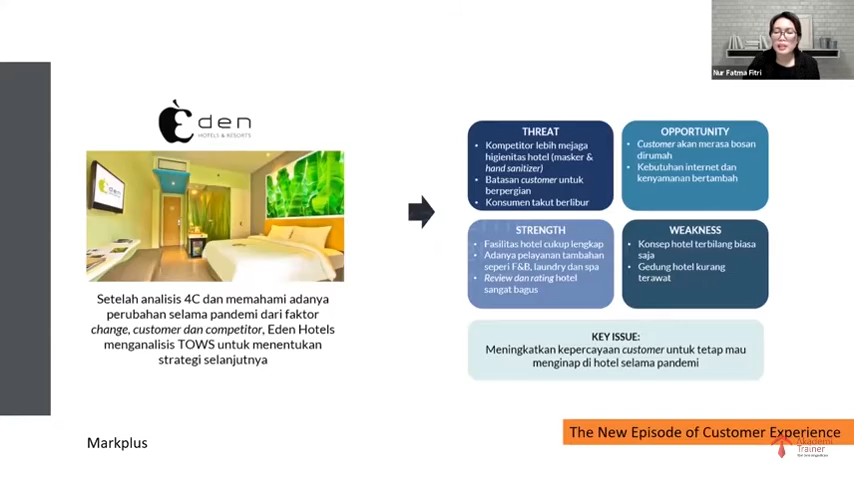 Nur Fatma Fitri
Eden
HOTELS & RESORTS
Setelah analisis 4C dan memahami adanya
perubahan selama pandemi dari faktor
change, customer dan competitor, Eden Hotels
menganalisis TOWS untuk menentukan
strategi selanjutnya
THREAT
• Kompetitor lebih mejaga
higienitas hotel (masker &
hand sanitizer)
• Batasan customer untuk
berpergian
• Konsumen takut berlibur
OPPORTUNITY
• Customer akan merasa bosan
dirumah
• Kebutuhan internet dan
kenyamanan bertambah
STRENGTH
• Fasilitas hotel cukup lengkap
• Adanya pelayanan tambahan
seperi F&B, laundry dan spa
• Review dan rating hotel
sangat bagus
WEAKNESS
• Konsep hotel terbilang biasa
saja
• Gedung hotel kurang
terawat
KEY ISSUE:
Meningkatkan kepercayaan customer untuk tetap mau
menginap di hotel selama pandemi
Markplus
The New Episode of Customer Experience
Akademi
Trainer